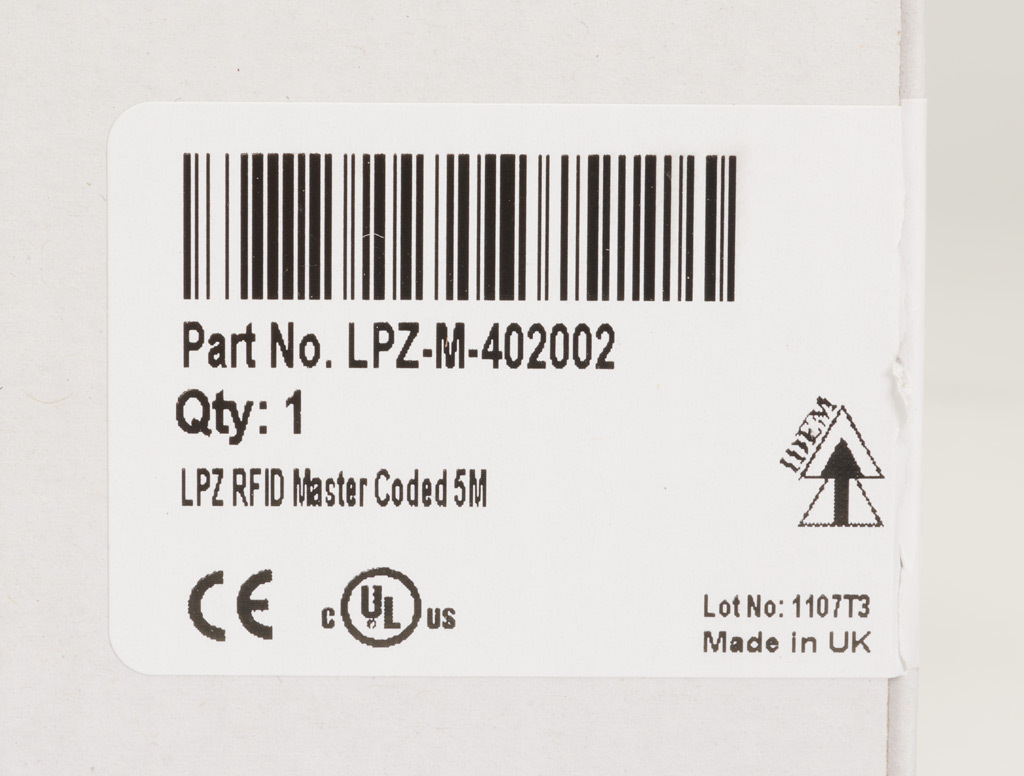 Part No. LPZ-M-402002
Qty: 1
LPZ RFID Master Coded 5M
IDEM
CE
C UL US
Lot No: 1107T3
Made in UK